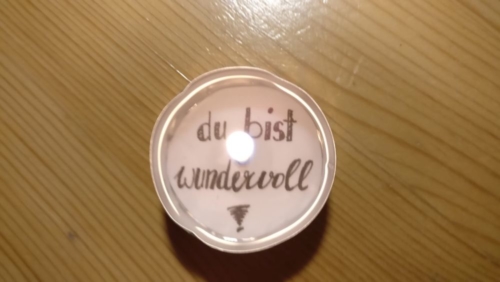 du bist
wundervoll
!